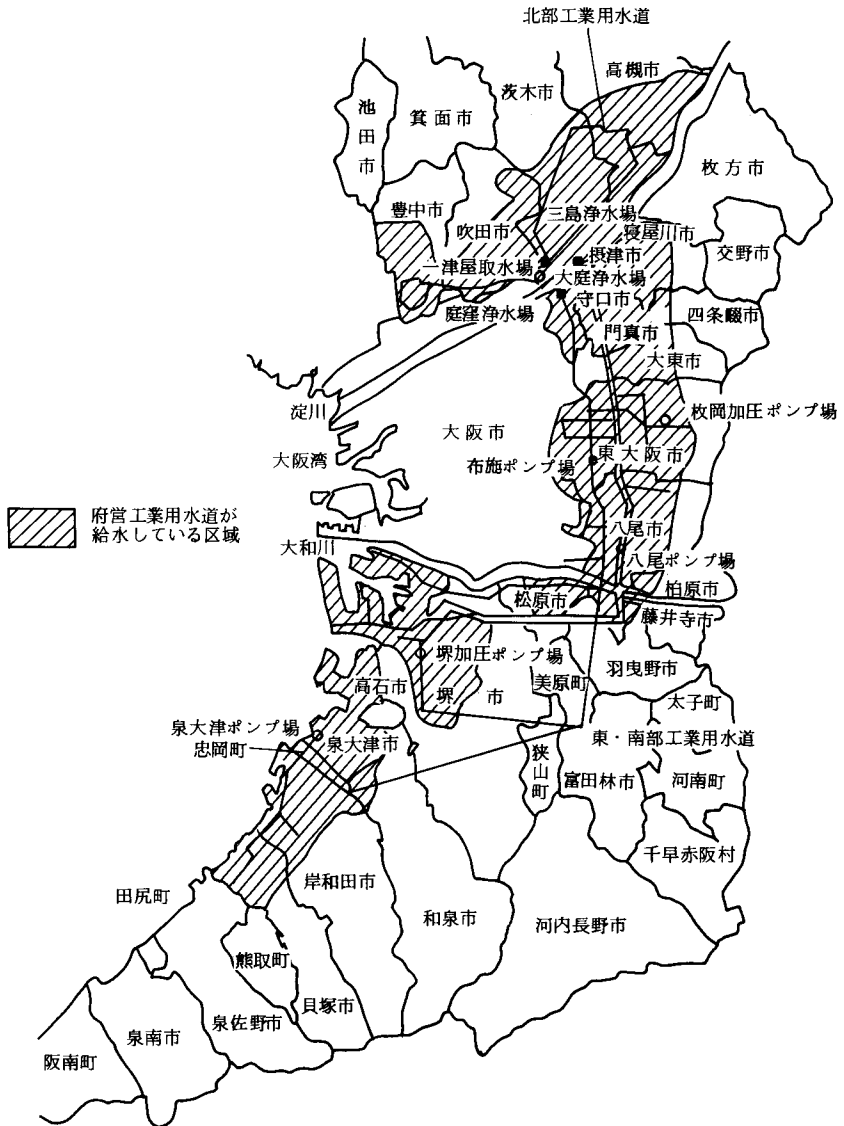 北部工業用水道
高槻市
茨木市
池田市
箕面市
枚方市
豊中市
三島浄水場
吹田市
寝屋川市
摂津市
交野市
一津屋取水場
大庭浄水場
守口市
庭窪浄水場
四条畷市
門真市
大東市
淀川
枚岡加圧ポンプ場
大阪市
大阪湾
布施ポンプ場
東大阪市
府営工業用水道が
給水している区域
八尾市
大和川
八尾ポンプ場
柏原市
松原市
藤井寺市
堺加圧ポンプ場
羽曳野市
高石市
堺市
美原町
太子町
泉大津ポンプ場
泉大津市
東・南部工業用水道
忠岡町
狭山町
富田林市
河南町
千早赤阪村
岸和田市
田尻町
和泉市
河内長野市
熊取町
貝塚市
泉佐野市
泉南市
阪南町